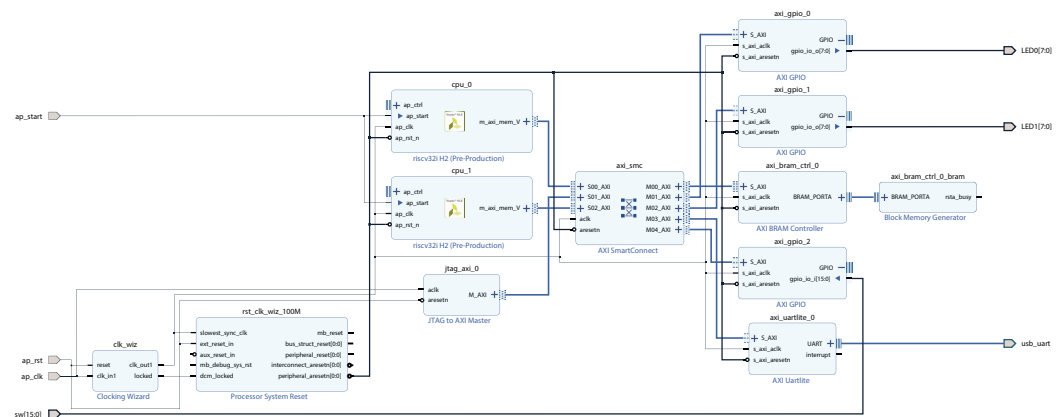 axi_gpio_0
S_AXI
s_axi_aclk
s_axi_aresetn
GPIO
gpio_io_o[7:0]
AXI GPIO
LED0[7:0]
axi_gpio_1
S_AXI
s_axi_aclk
s_axi_aresetn
GPIO
gpio_io_o[7:0]
AXI GPIO
LED1[7:0]
ap_start
cpu_0
ap_ctrl
ap_start
ap_clk
ap_rst_n
m_axi_mem_V
riscv32i H2 (Pre-Production)
cpu_1
ap_ctrl
ap_start
ap_clk
ap_rst_n
m_axi_mem_V
riscv32i H2 (Pre-Production)
axi_smc
S00_AXI
S01_AXI
S02_AXI
aclk
aresetn
M00_AXI
M01_AXI
M02_AXI
M03_AXI
M04_AXI
AXI SmartConnect
axi_bram_ctrl_0
S_AXI
s_axi_aclk
s_axi_aresetn
BRAM_PORTA
AXI BRAM Controller
axi_bram_ctrl_0_bram
BRAM_PORTA
rsta_busy
Block Memory Generator
axi_gpio_2
S_AXI
s_axi_aclk
s_axi_aresetn
GPIO
gpio_io_i[15:0]
AXI GPIO
jtag_axi_0
aclk
aresetn
M_AXI
JTAG to AXI Master
axi_uartlite_0
S_AXI
s_axi_aclk
s_axi_aresetn
UART
interrupt
AXI Uartlite
usb_uart
rst_clk_wiz_100M
slowest_sync_clk
ext_reset_in
aux_reset_in
mb_debug_sys_rst
dcm_locked
mb_reset
bus_struct_reset[0:0]
peripheral_reset[0:0]
interconnect_aresetn[0:0]
peripheral_aresetn[0:0]
Processor System Reset
clk_wiz
reset
clk_in1
clk_out1
locked
Clocking Wizard
ap_rst
ap_clk
sw[15:0]